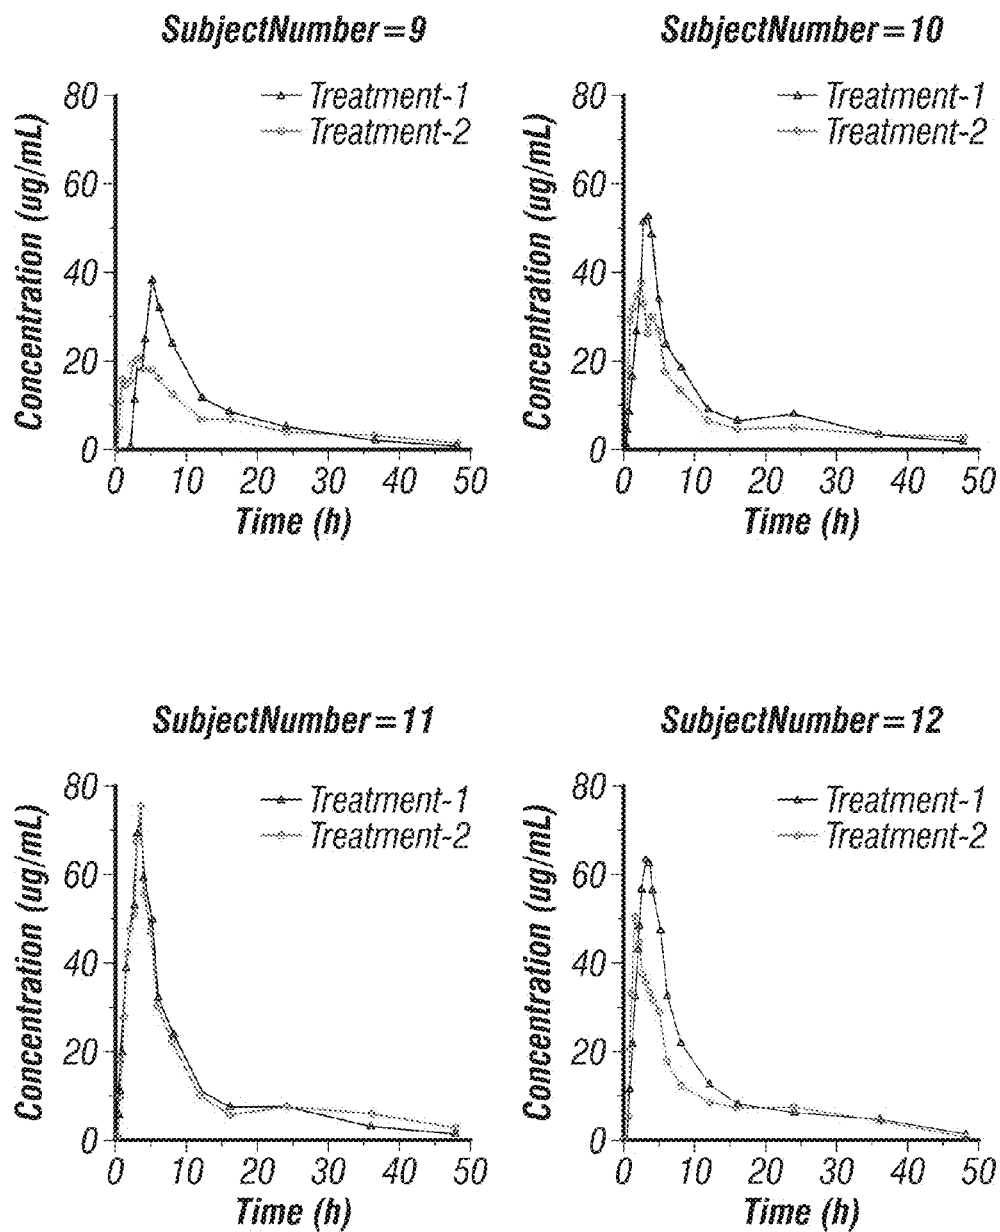 SubjectNumber=9
Treatment-1
Treatment-2
Concentration (ug/mL)
80
60
40
20
0
0 10 20 30 40 50
Time (h)
SubjectNumber=10
Treatment-1
Treatment-2
Concentration (ug/mL)
80
60
40
20
0
0 10 20 30 40 50
Time (h)
SubjectNumber=11
Treatment-1
Treatment-2
Concentration (ug/mL)
80
60
40
20
0
0 10 20 30 40 50
Time (h)
SubjectNumber=12
Treatment-1
Treatment-2
Concentration (ug/mL)
80
60
40
20
0
0 10 20 30 40 50
Time (h)